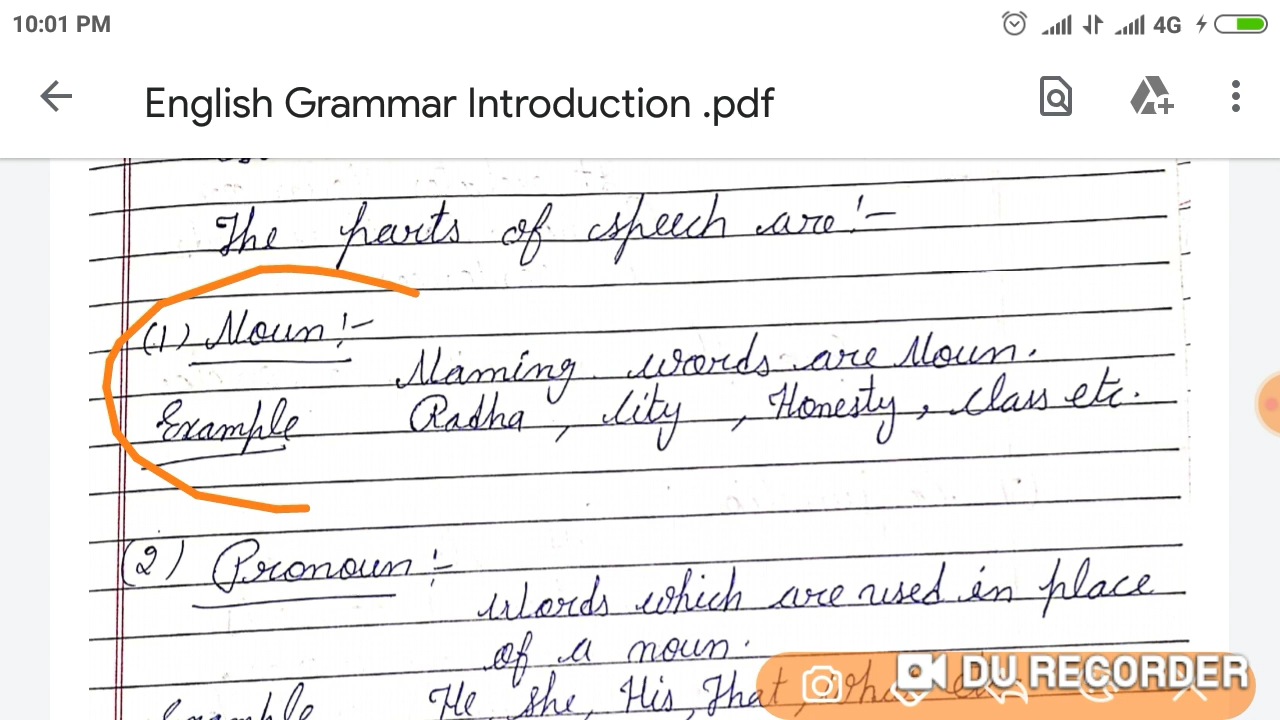 10:01 PM
4G
English Grammar Introduction .pdf
The parts of speech are:-
(1) Noun:-
Naming words are Noun.
Example Radha, City, Honesty, class etc.
(2) Pronoun:-
Words which are used in place
of a noun.
Example He she, His, That,
DU RECORDER